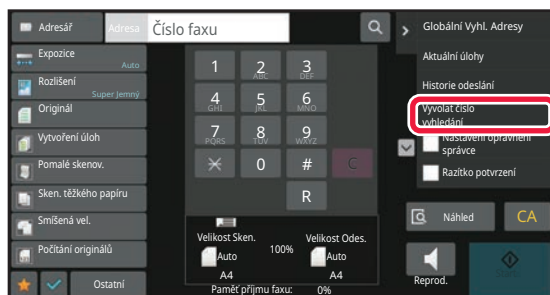 Adresář
Adresa
Číslo faxu
Globální Vyhl. Adresy
Expozice
Auto
Aktuální úlohy
Rozlišení
Super Jemný
Historie odeslání
Originál
Vyvolat číslo
vyhledání
Vytvoření úloh
Nastavení oprávnění
správce
Pomalé skenov.
Razítko potvrzení
Sken. těžkého papíru
Smíšená vel.
Počítání originálů
Ostatní
1
2
ABC
3
DEF
4
GHI
5
JKL
6
MNO
7
PQRS
8
TUV
9
WXYZ
0
#
C
R
Velikost Sken.
100%
Velikost Odes.
Auto
Auto
A4
A4
Paměť příjmu faxu: 0%
Náhled
CA
Reprod.
Start